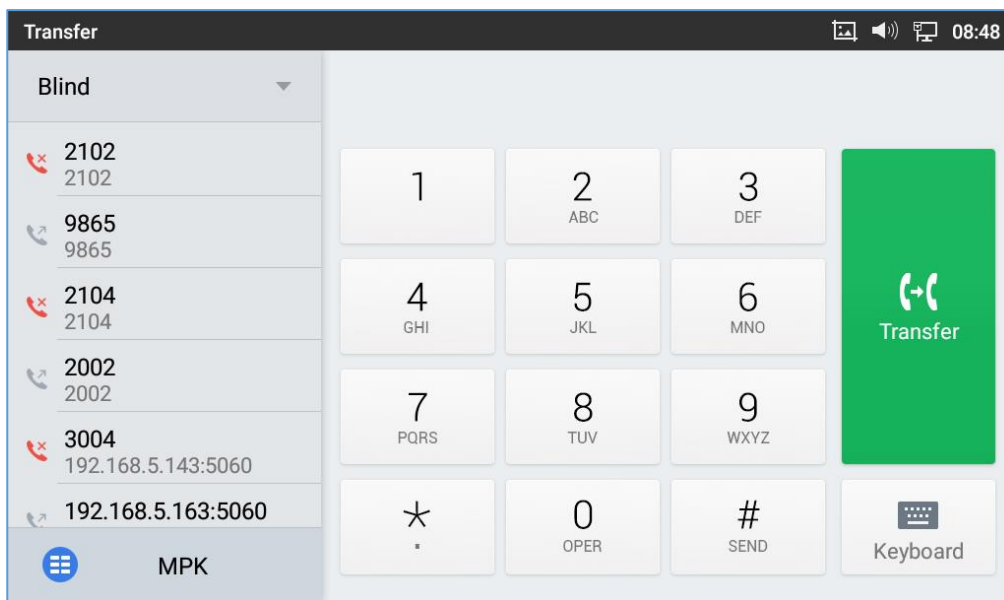 Transfer
08:48
Blind
2102
2102
9865
9865
2104
2104
2002
2002
3004
192.168.5.143:5060
192.168.5.163:5060
MPK
1
2
ABC
3
DEF
4
GHI
5
JKL
6
MNO
7
PQRS
8
TUV
9
WXYZ
*
.
0
OPER
#
SEND
Transfer
Keyboard